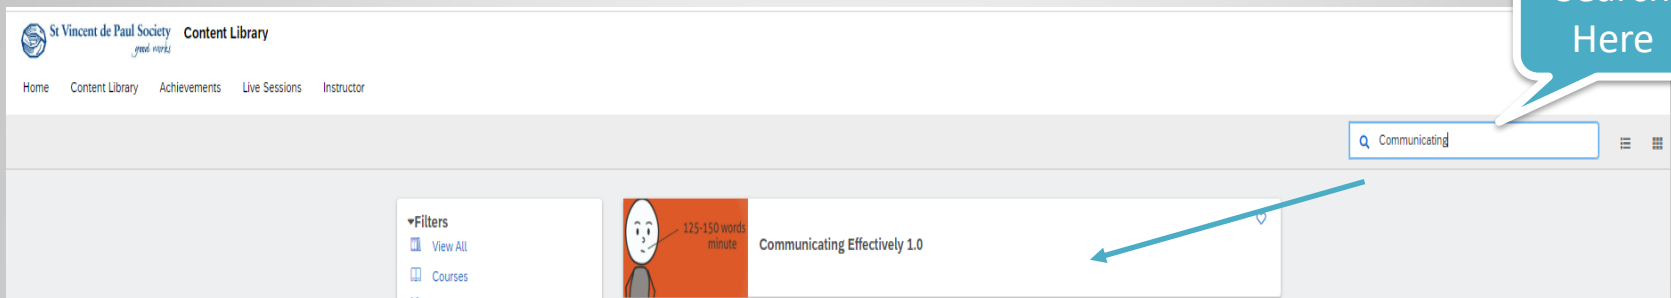 St Vincent de Paul Society
good works
Content Library
Home Content Library Achievements Live Sessions Instructor
Search
Here
Communicating
Filters
View All
Courses
125-150 words
minute
Communicating Effectively 1.0